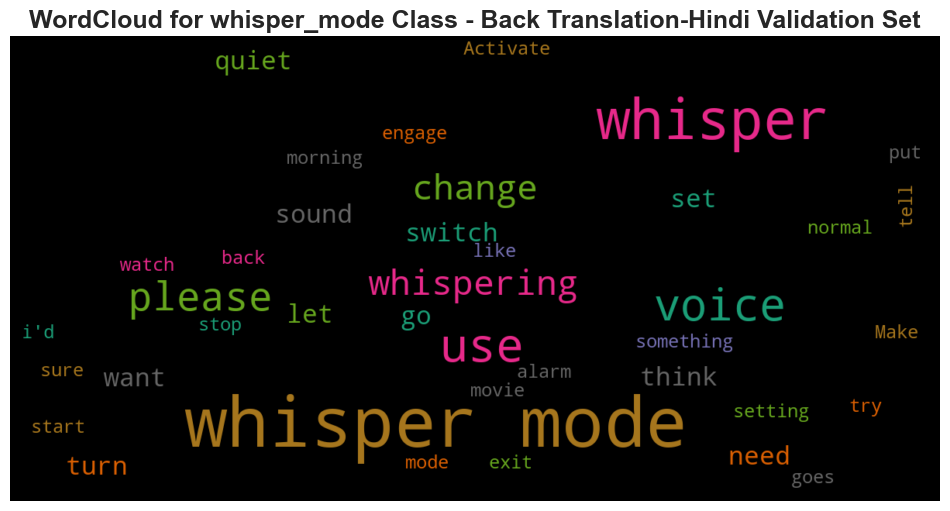 WordCloud for whisper_mode Class - Back Translation-Hindi Validation Set
Activate
quiet
whisper
engage
morning
put
change
set
tell
sound
normal
switch
like
back
watch
whispering
please
voice
let
go
stop
i'd
use
something
Make
sure
want
alarm
think
movie
whisper mode
setting
try
start
turn
mode
exit
need
goes